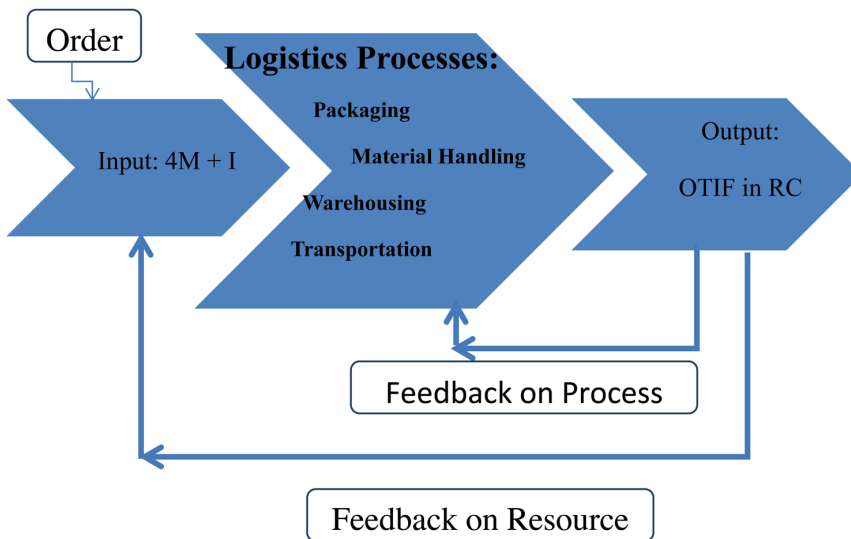 Order
Input: 4M + I
Logistics Processes:
Packaging
Material Handling
Warehousing
Transportation
Output:
OTIF in RC
Feedback on Process
Feedback on Resource